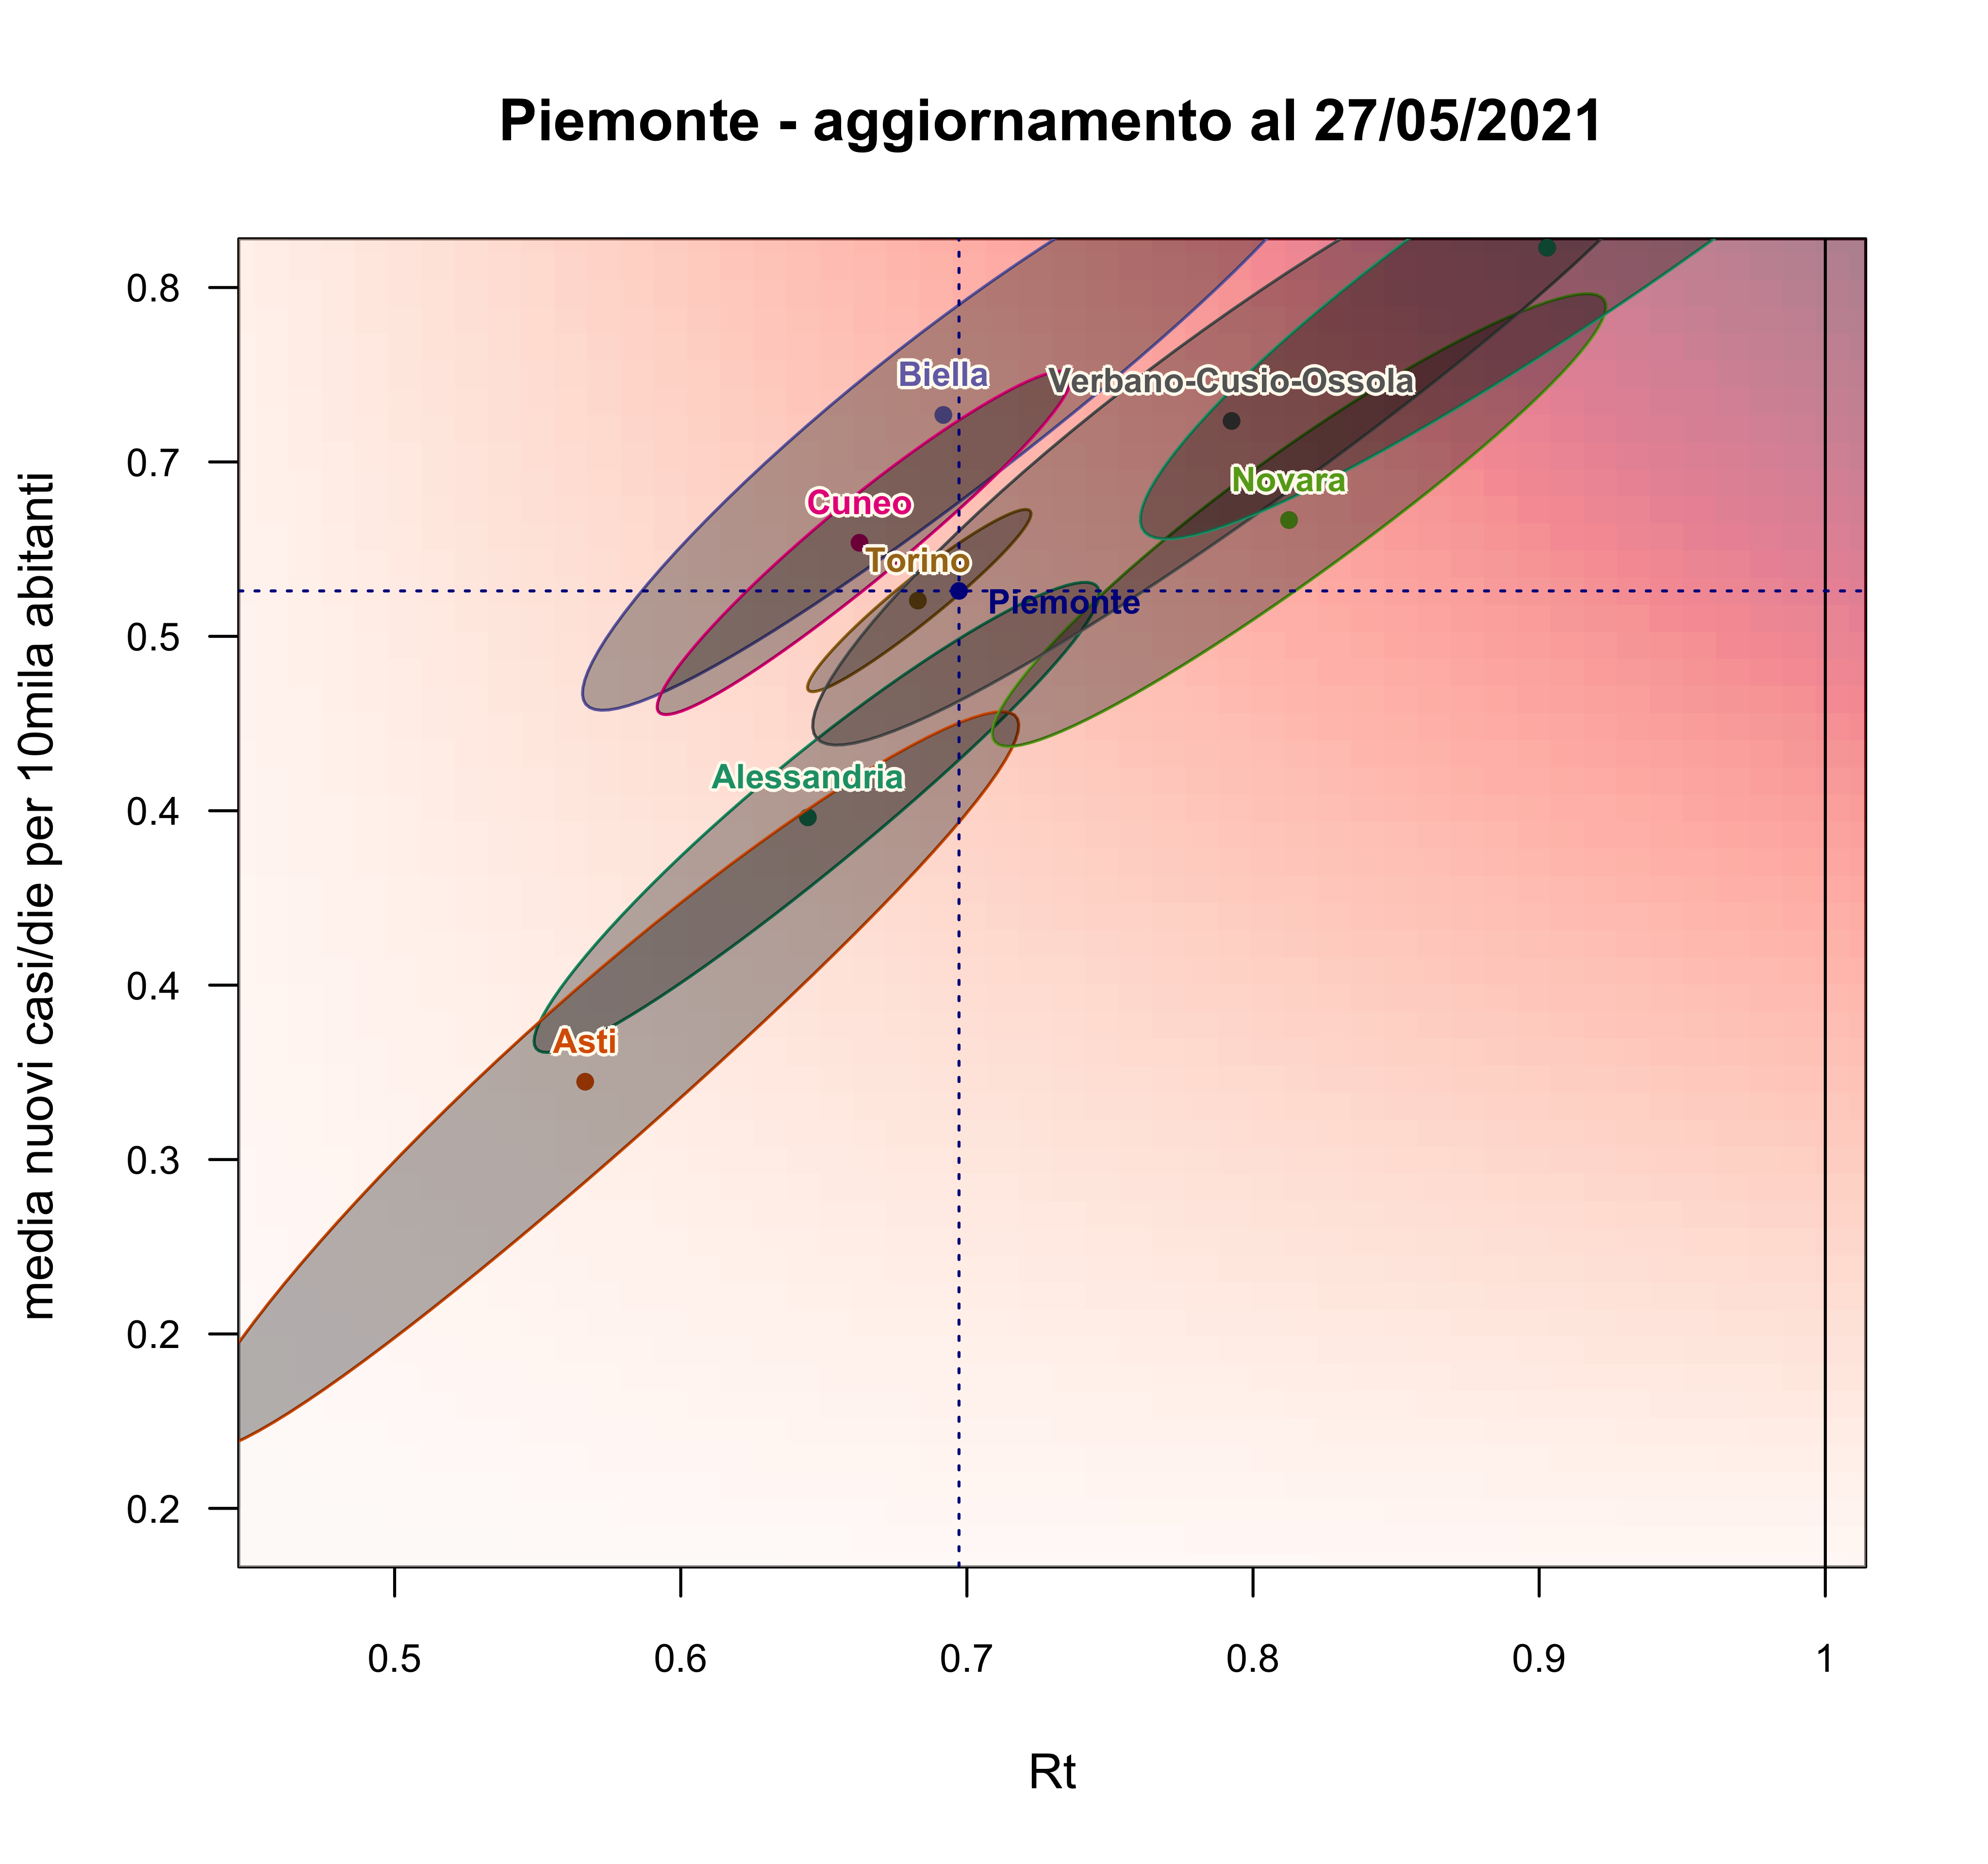 Piemonte - aggiornamento al 27/05/2021
media nuovi casi/die per 10mila abitanti
0.8
0.7
0.5
0.4
0.4
0.3
0.2
0.2
Biella
Verbano-Cusio-Ossola
Novara
Cuneo
Torino
Piemonte
Alessandria
Asti
0.5
0.6
0.7
0.8
0.9
1
Rt